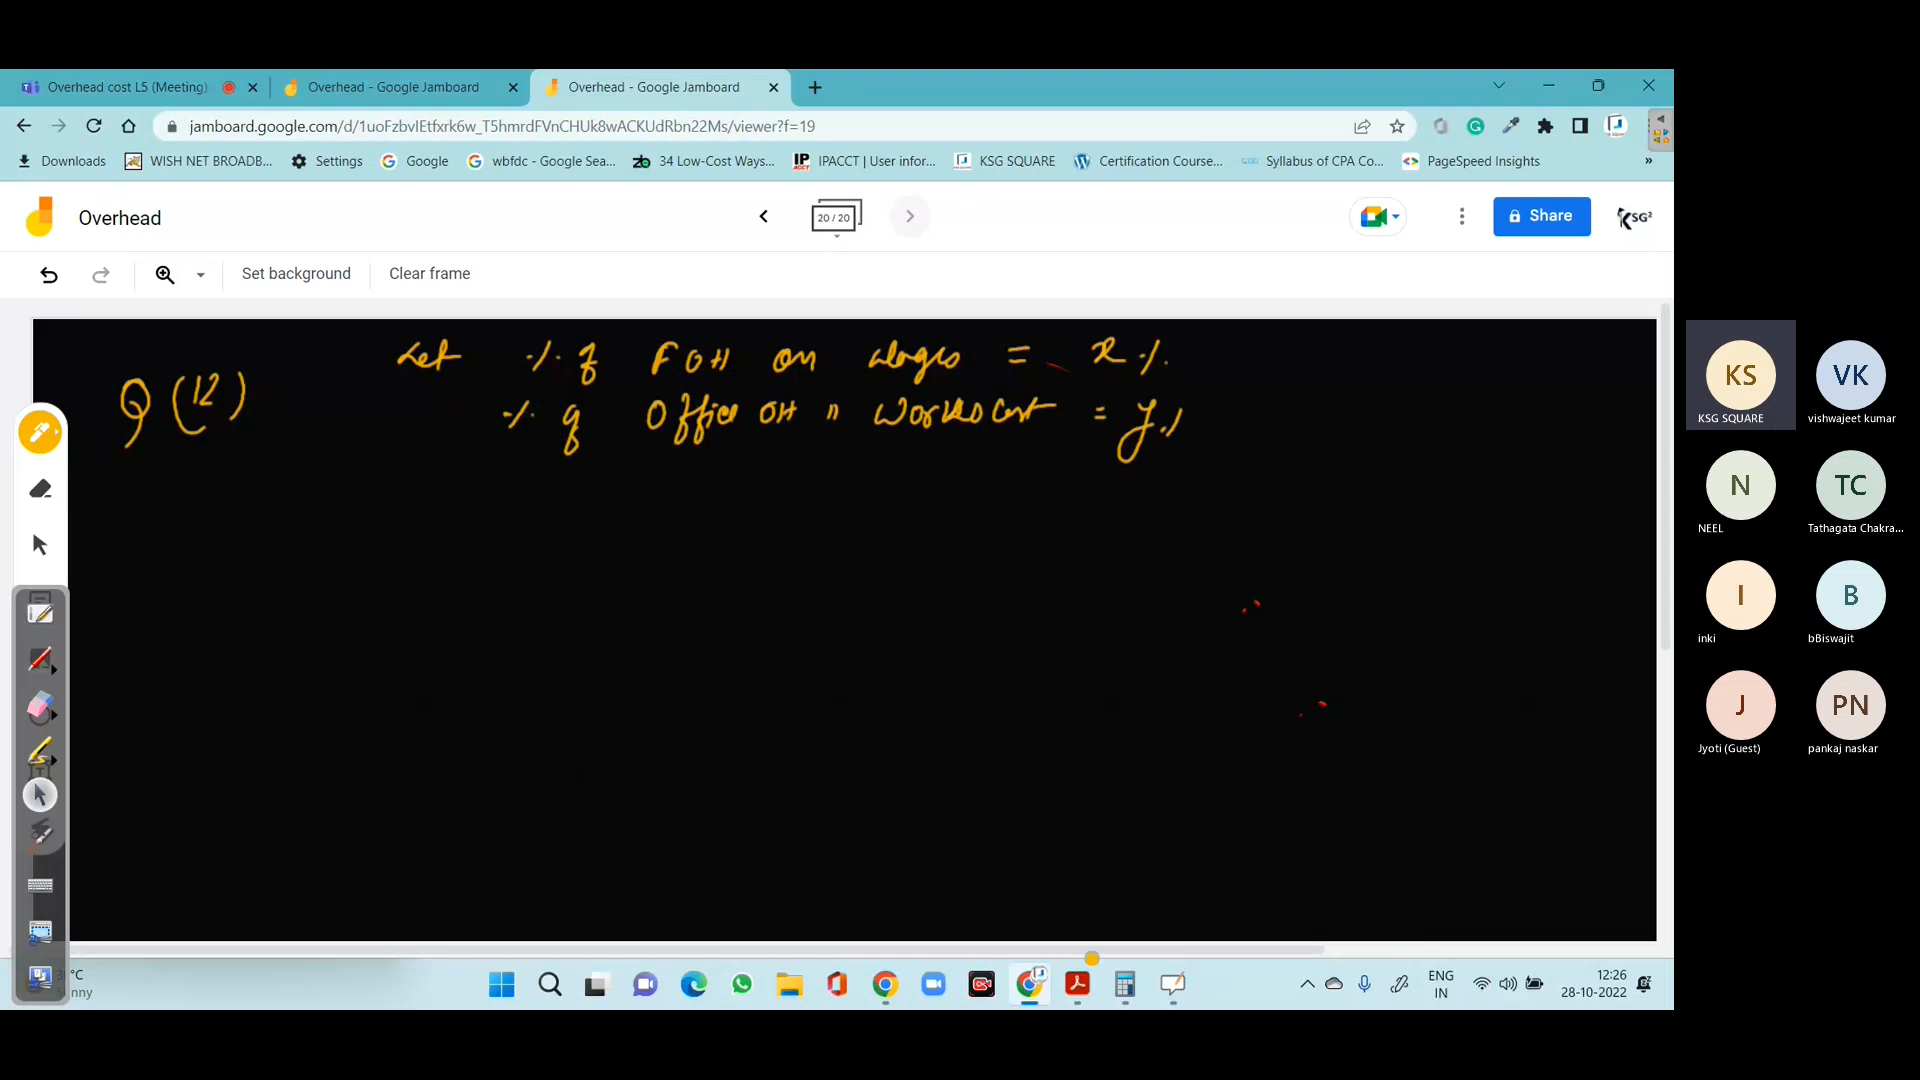 Overhead cost L5 (Meeting)
Overhead - Google Jamboard
Overhead - Google Jamboard
jamboard.google.com/d/1uoFzbvIEtfxrk6w_T5hmrdFVnCHUk8wACKUdRbn22Ms/viewer?f=19
Downloads
WISH NET BROADB...
Settings
Google
wbfdc - Google Sea...
34 Low-Cost Ways...
IPACCT | User infor...
KSG SQUARE
Certification Course...
Syllabus of CPA Co...
PageSpeed Insights
»
Overhead
20 / 20
Share
KSG²
Set background
Clear frame
Q (12)
Let % of FOH on wages = x %.
% of Office OH " Works Cost = y %
KS
KSG SQUARE
VK
vishwajeet kumar
N
NEEL
TC
Tathagata Chakra...
I
inki
B
bBiswajit
J
Jyoti (Guest)
PN
pankaj naskar
°C
nny
ENG
IN
12:26
28-10-2022